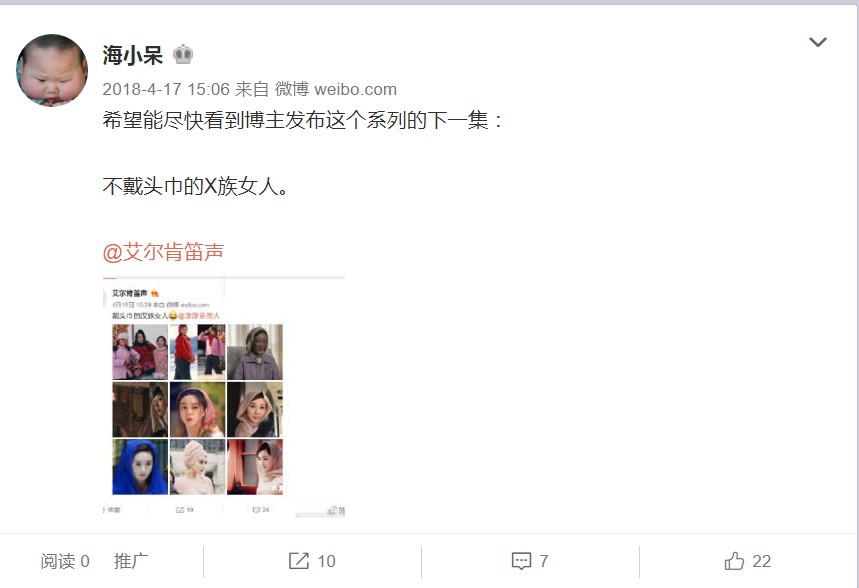 海小呆
2018-4-17 15:06 来自 微博 weibo.com
希望能尽快看到博主发布这个系列的下一集：
不戴头巾的X族女人。
@艾尔肯笛声
艾尔肯笛声
4月16日 15:39 来自 微博 weibo.com
戴头巾的汉族女人
收藏
19
24
阅读 0 推广 10 7 22